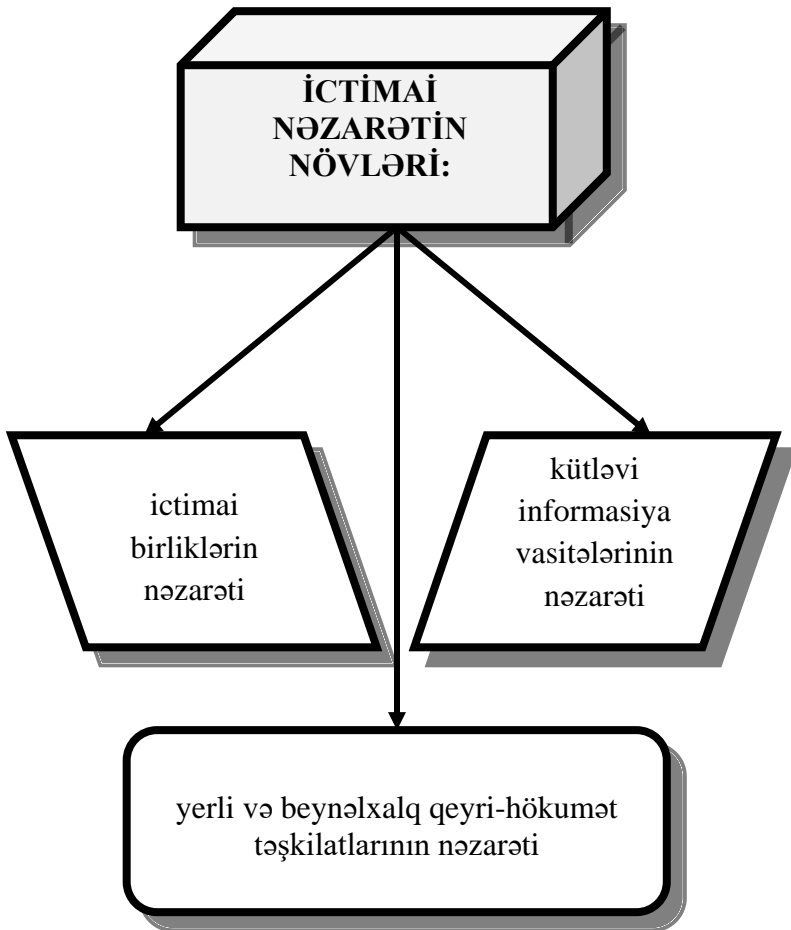 İCTİMAİ
NƏZARƏTİN
NÖVLƏRİ:
ictimai
birliklərin
nəzarəti
kütləvi
informasiya
vasitələrinin
nəzarəti
yerli və beynəlxalq qeyri-hökumət
təşkilatlarının nəzarəti